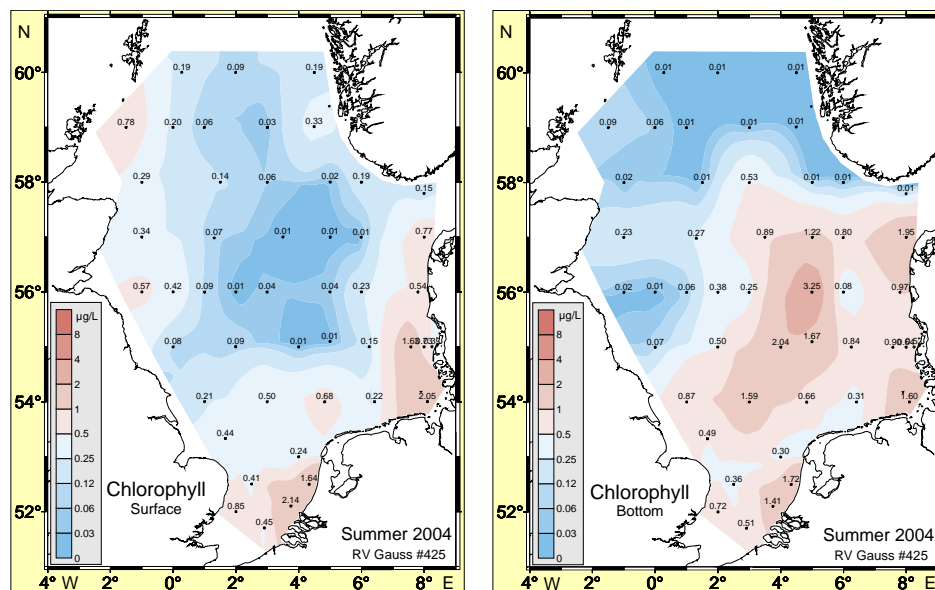 N
60°
0.19 0.09 0.19
0.78 0.20 0.06 0.03 0.33
58°
0.29 0.14 0.06 0.02 0.19
0.15
0.34 0.07 0.01 0.01 0.01 0.77
56°
0.57 0.42 0.09 0.01 0.04 0.04 0.23 0.54
µg/L
8
4
2
1
0.5
0.25
0.12
0.06
0.03
0
0.08 0.09 0.01 0.01 0.15
54°
0.21 0.50 0.68 0.22 2.05
0.44
0.24
0.41 1.64
Chlorophyll
Surface
52°
0.85 2.14
0.45
Summer 2004
RV Gauss #425
4° W 2° 0° 2° 4° 6° 8° E
N
60°
0.01 0.01 0.01
0.09 0.06 0.01 0.01 0.01
58°
0.02 0.01 0.53 0.01 0.01
0.01
0.23 0.27 0.89 1.22 0.80 1.95
56°
0.02 0.01 0.06 0.38 0.25 3.25 0.08 0.97
µg/L
8
4
2
1
0.5
0.25
0.12
0.06
0.03
0
0.07 0.50 2.04 1.67 0.84
54°
0.87 1.59 0.66 0.31 1.60
0.49
0.30
0.36 1.72
Chlorophyll
Bottom
52°
0.72 1.41
0.51
Summer 2004
RV Gauss #425
4° W 2° 0° 2° 4° 6° 8° E